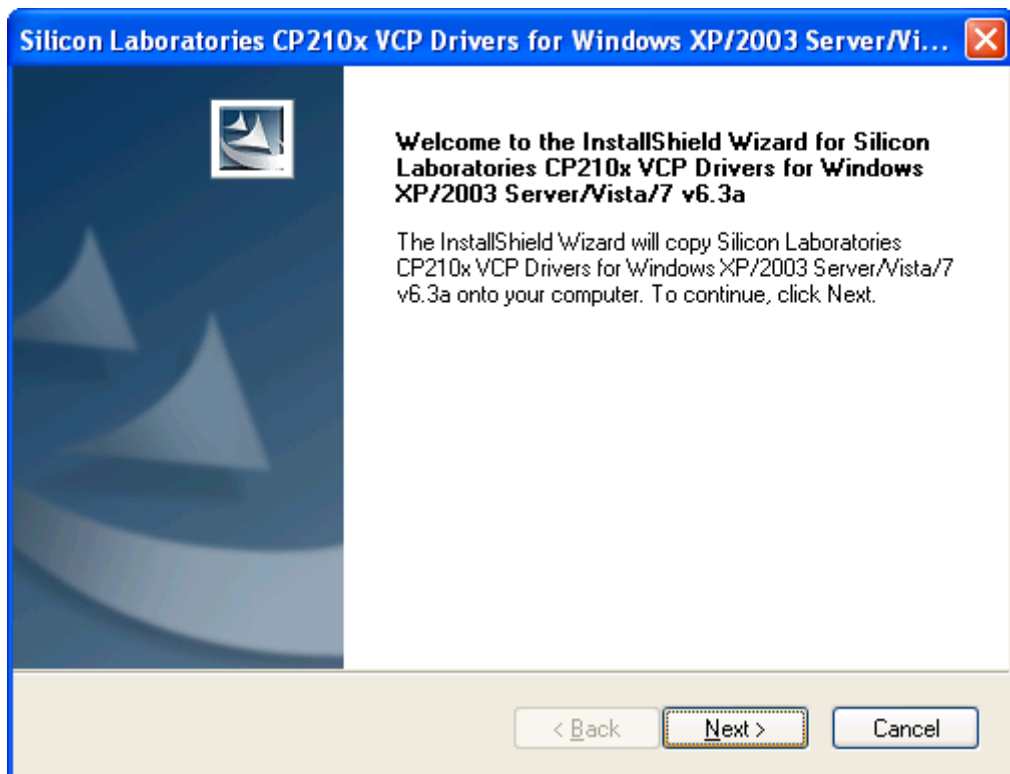 Silicon Laboratories CP210x VCP Drivers for Windows XP/2003 Server/Vi...
Welcome to the InstallShield Wizard for Silicon
Laboratories CP210x VCP Drivers for Windows
XP/2003 Server/Vista/7 v6.3a
The InstallShield Wizard will copy Silicon Laboratories
CP210x VCP Drivers for Windows XP/2003 Server/Vista/7
v6.3a onto your computer. To continue, click Next.
< Back
Next >
Cancel